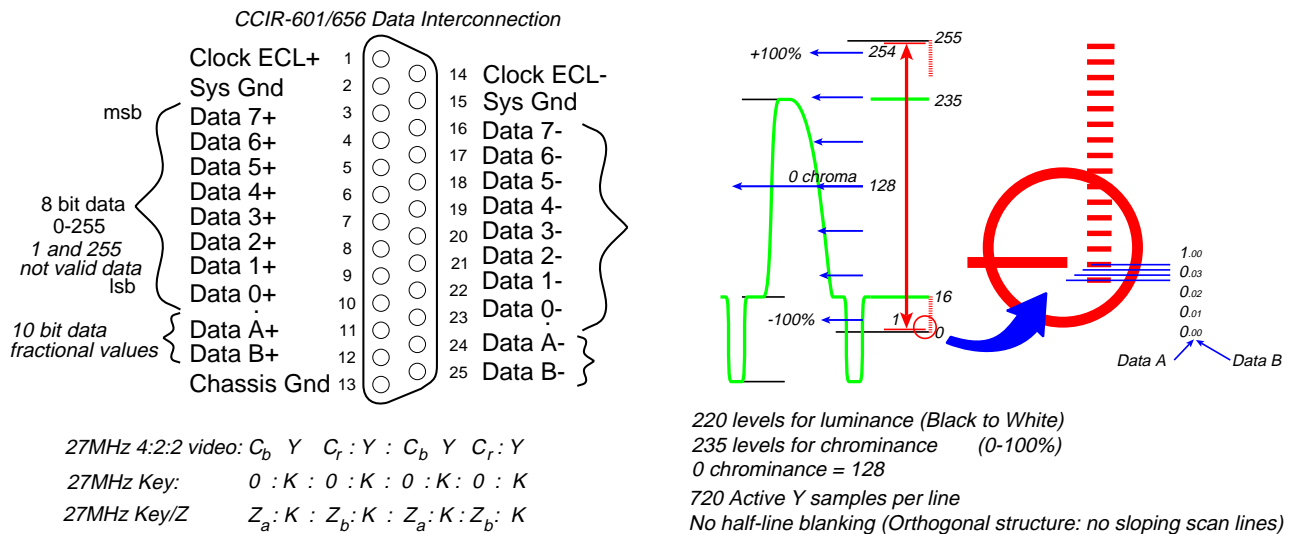 CCIR-601/656 Data Interconnection
Clock ECL+ 1
Sys Gnd 2
msb Data 7+ 3
Data 6+ 4
Data 5+ 5
Data 4+ 6
Data 3+ 7
Data 2+ 8
Data 1+ 9
Data 0+ 10
Data A+ 11
Data B+ 12
Chassis Gnd 13
8 bit data
0-255
1 and 255
not valid data
lsb
10 bit data
fractional values
14 Clock ECL-
15 Sys Gnd
16 Data 7-
17 Data 6-
18 Data 5-
19 Data 4-
20 Data 3-
21 Data 2-
22 Data 1-
23 Data 0-
24 Data A-
25 Data B-
27MHz 4:2:2 video: Cb Y Cr : Y : Cb Y Cr : Y
27MHz Key: 0 : K : 0 : K : 0 : K : 0 : K
27MHz Key/Z Za : K : Zb : K : Za : K : Zb : K
255
+100% 254
235
0 chroma 128
16
-100% 1
0
1.00
0.03
0.02
0.01
0.00
Data A Data B
220 levels for luminance (Black to White)
235 levels for chrominance (0-100%)
0 chrominance = 128
720 Active Y samples per line
No half-line blanking (Orthogonal structure: no sloping scan lines)